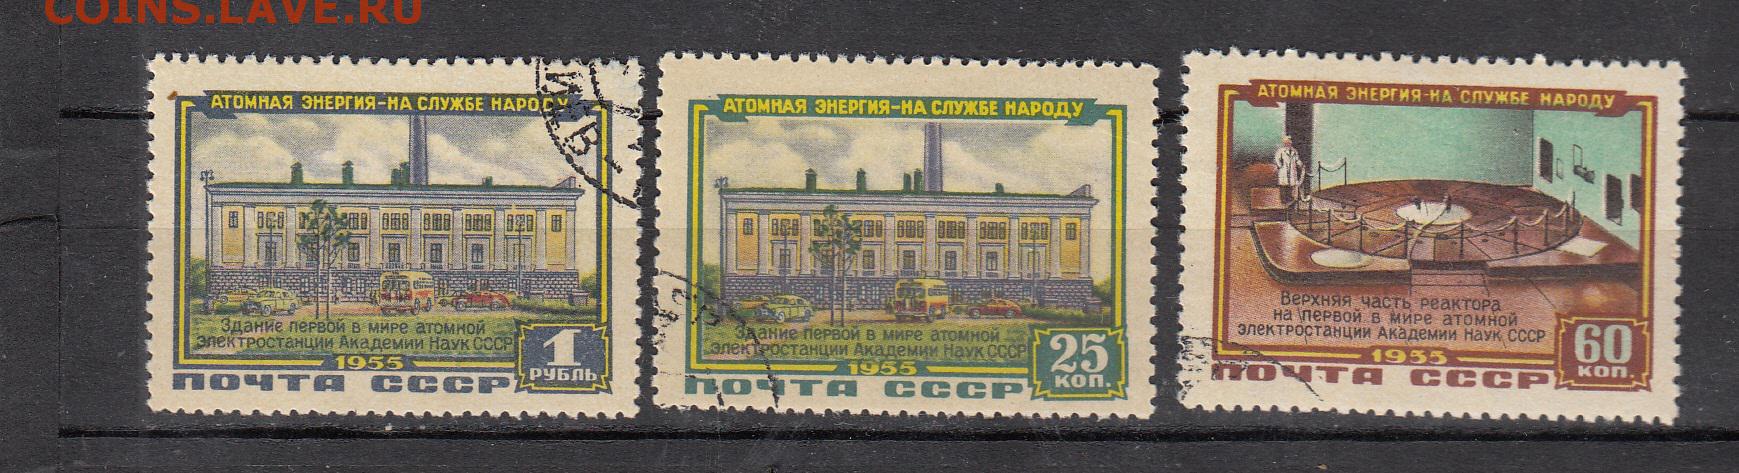 COINS.LAVE.RU
АТОМНАЯ ЭНЕРГИЯ-НА СЛУЖБЕ НАРОДУ
Здание первой в мире атомной
электростанции Академии Наук СССР
1
РУБЛЬ
1955
ПОЧТА СССР
АТОМНАЯ ЭНЕРГИЯ-НА СЛУЖБЕ НАРОДУ
Здание первой в мире атомной
электростанции Академии Наук СССР
25
КОП.
1955
ПОЧТА СССР
АТОМНАЯ ЭНЕРГИЯ-НА СЛУЖБЕ НАРОДУ
Верхняя часть реактора
на первой в мире атомной
электростанции Академии Наук СССР
60
КОП.
1955
ПОЧТА СССР